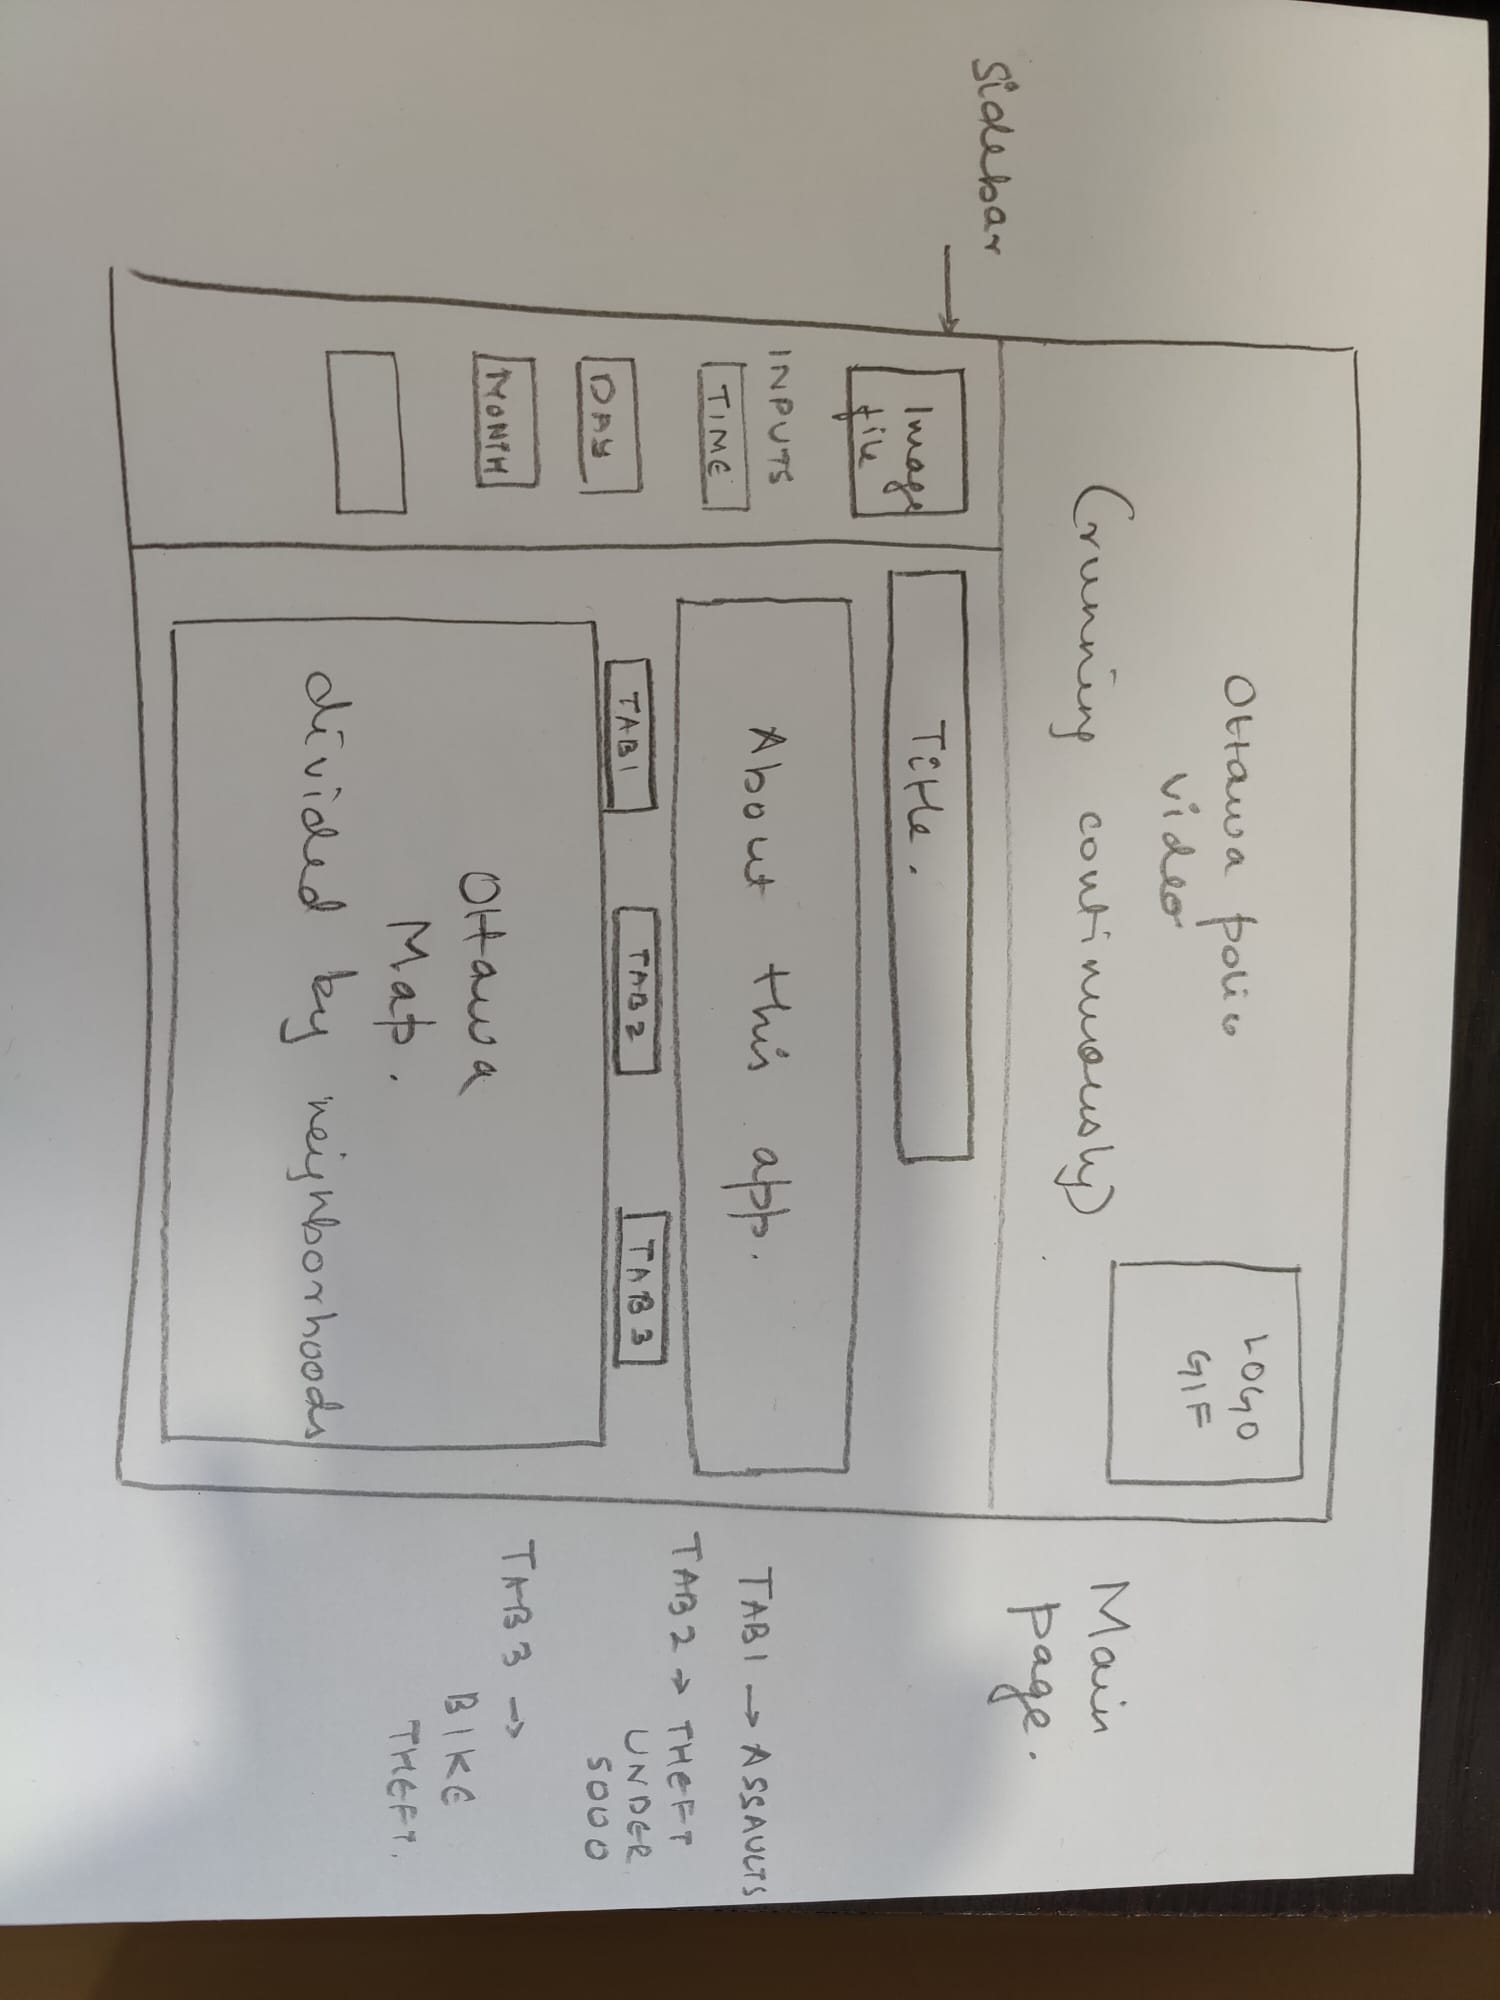 Sidebar
Ottawa police
video
(running continuously)
LOGO
GIF
Main
page.
Image
file
INPUTS
TIME
DAY
MONTH
Title.
About this app.
TAB1
TAB2
TAB3
Ottawa
Map.
divided by neighborhoods
TAB1 → ASSAULTS
TAB2 → THEFT
UNDER
5000
TAB3 →
BIKE
THEFT.